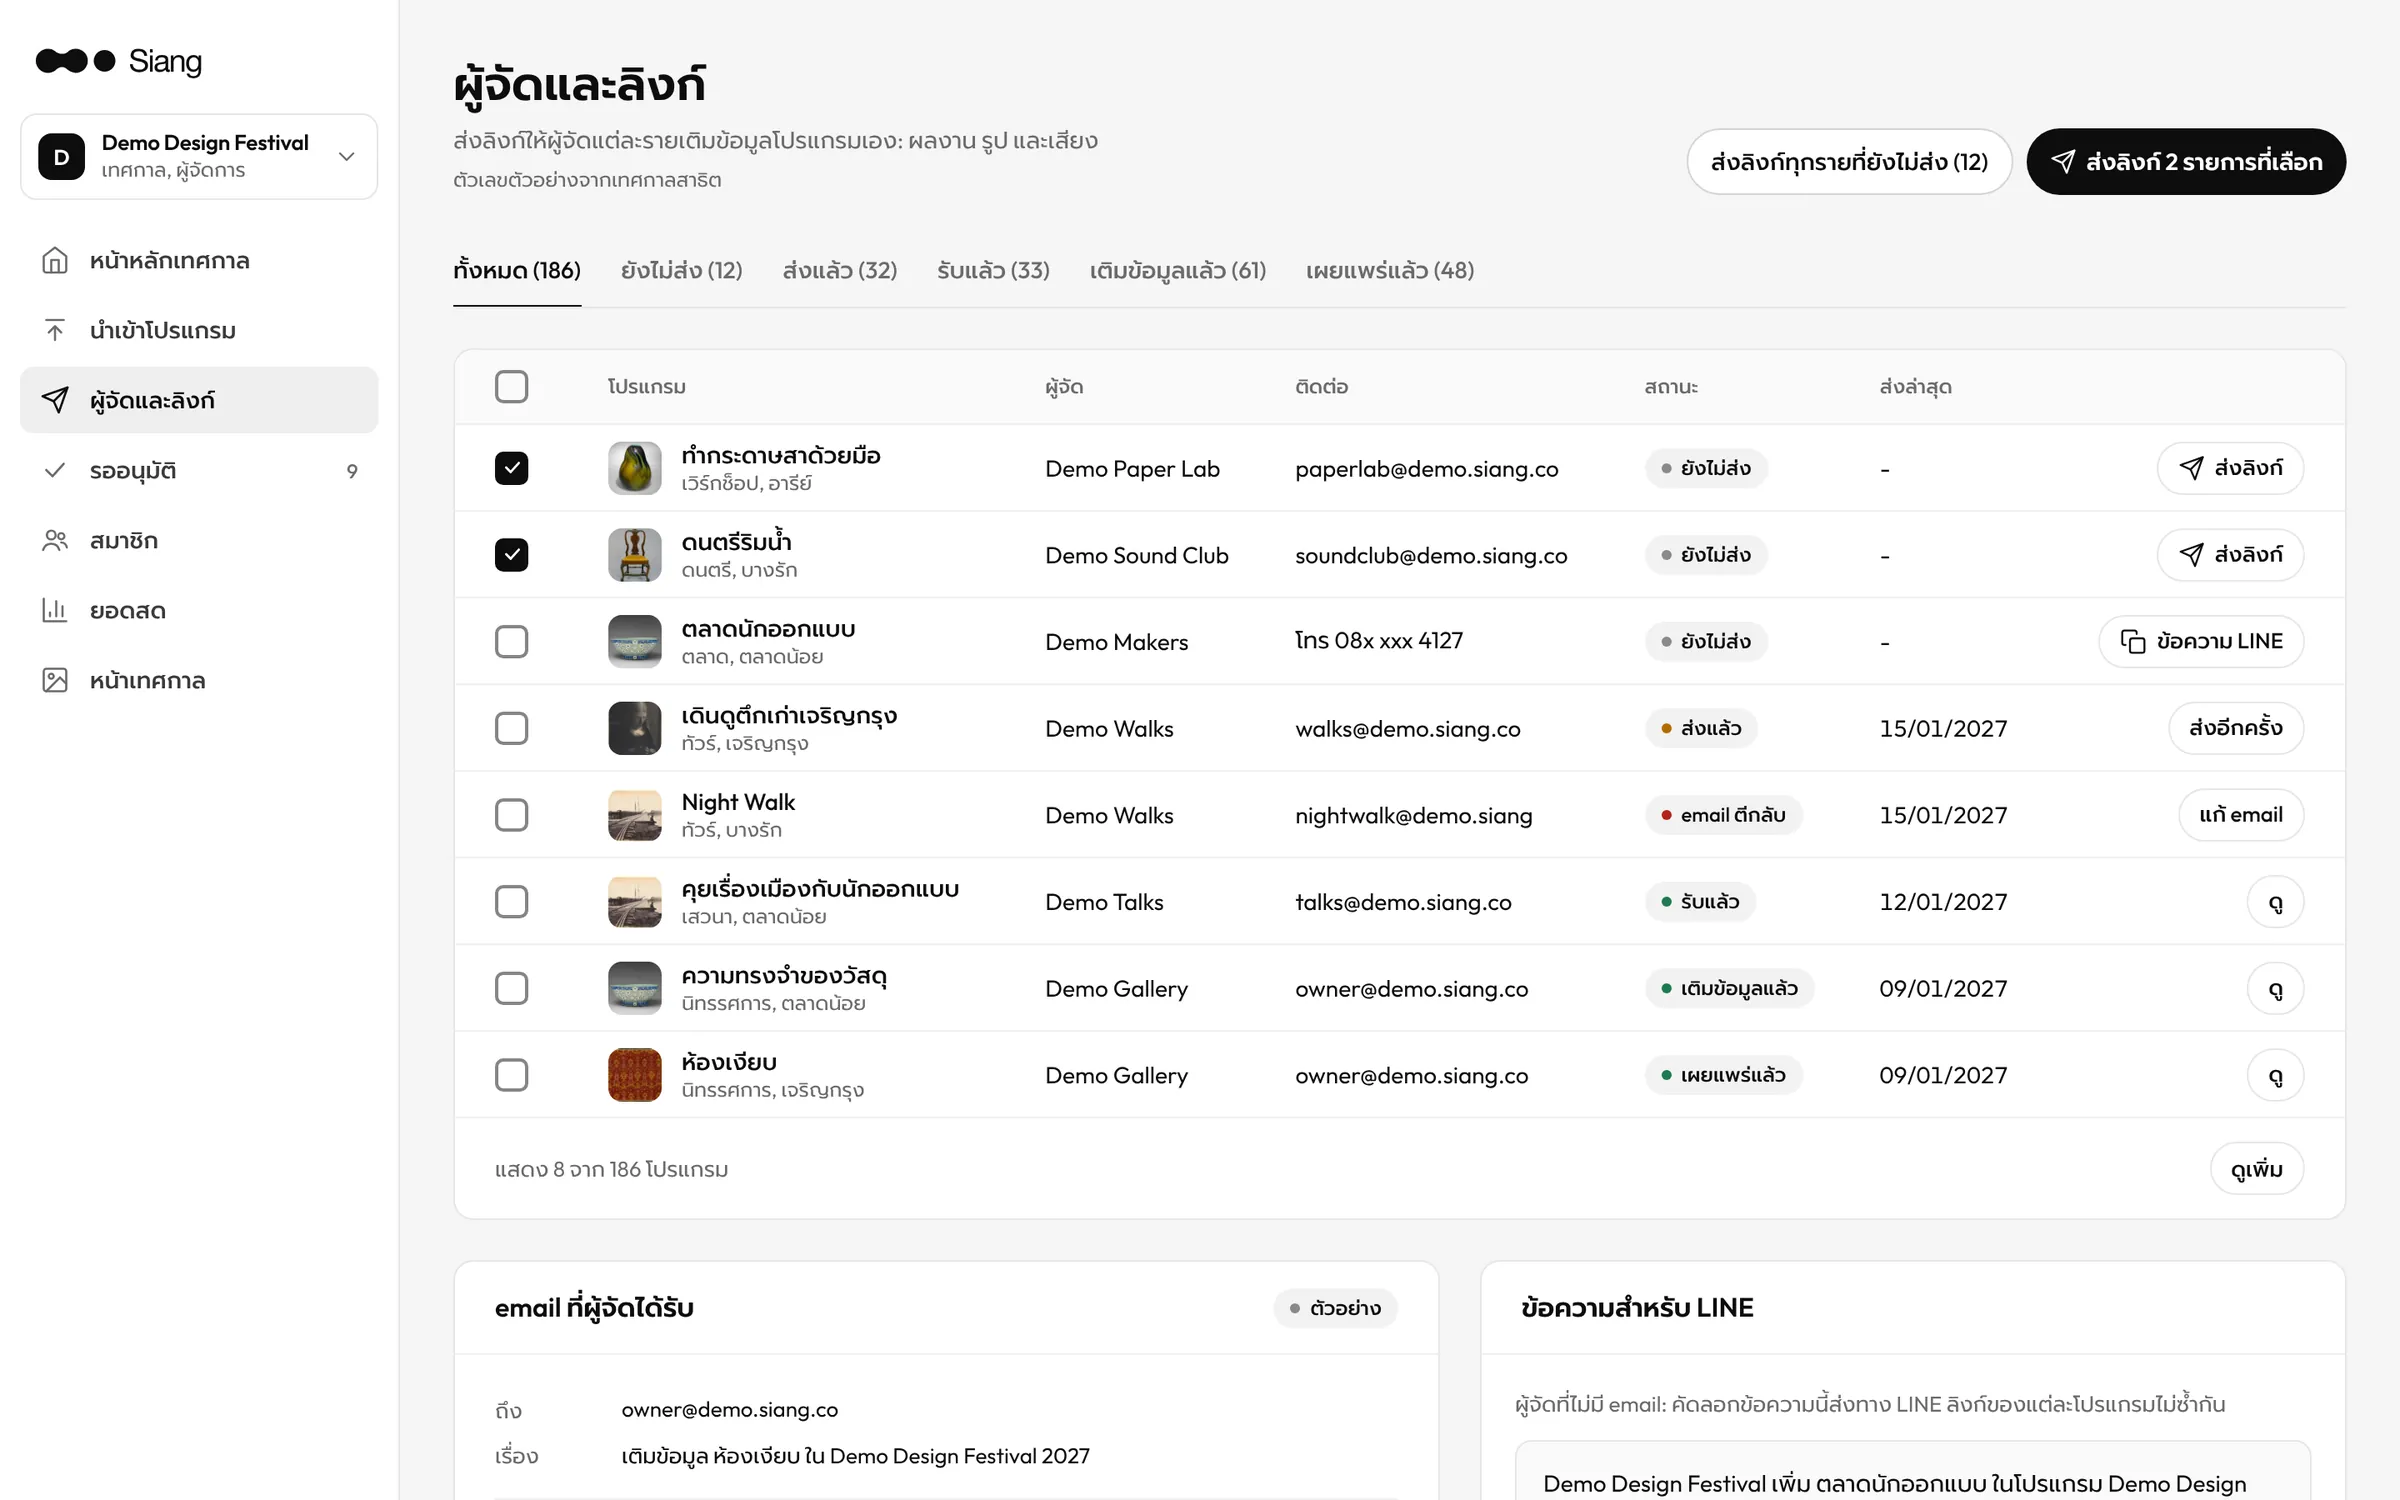 Siang
D
Demo Design Festival
เทศกาล, ผู้จัดการ
หน้าหลักเทศกาล
นำเข้าโปรแกรม
ผู้จัดและลิงก์
รออนุมัติ 9
สมาชิก
ยอดสด
หน้าเทศกาล
ผู้จัดและลิงก์
ส่งลิงก์ให้ผู้จัดแต่ละรายเติมข้อมูลโปรแกรมเอง: ผลงาน รูป และเสียง
ตัวเลขตัวอย่างจากเทศกาลสาธิต
ส่งลิงก์ทุกรายที่ยังไม่ส่ง (12)
ส่งลิงก์ 2 รายการที่เลือก
ทั้งหมด (186) ยังไม่ส่ง (12) ส่งแล้ว (32) รับแล้ว (33) เติมข้อมูลแล้ว (61) เผยแพร่แล้ว (48)
โปรแกรม ผู้จัด ติดต่อ สถานะ ส่งล่าสุด
ทำกระดาษสาด้วยมือ
เวิร์กช็อป, อารีย์
Demo Paper Lab paperlab@demo.siang.co ยังไม่ส่ง - ส่งลิงก์
ดนตรีริมน้ำ
ดนตรี, บางรัก
Demo Sound Club soundclub@demo.siang.co ยังไม่ส่ง - ส่งลิงก์
ตลาดนักออกแบบ
ตลาด, ตลาดน้อย
Demo Makers โทร 08x xxx 4127 ยังไม่ส่ง - ข้อความ LINE
เดินดูตึกเก่าเจริญกรุง
ทัวร์, เจริญกรุง
Demo Walks walks@demo.siang.co ส่งแล้ว 15/01/2027 ส่งอีกครั้ง
Night Walk
ทัวร์, บางรัก
Demo Walks nightwalk@demo.siang email ตีกลับ 15/01/2027 แก้ email
คุยเรื่องเมืองกับนักออกแบบ
เสวนา, ตลาดน้อย
Demo Talks talks@demo.siang.co รับแล้ว 12/01/2027 ดู
ความทรงจำของวัสดุ
นิทรรศการ, ตลาดน้อย
Demo Gallery owner@demo.siang.co เติมข้อมูลแล้ว 09/01/2027 ดู
ห้องเงียบ
นิทรรศการ, เจริญกรุง
Demo Gallery owner@demo.siang.co เผยแพร่แล้ว 09/01/2027 ดู
แสดง 8 จาก 186 โปรแกรม ดูเพิ่ม
email ที่ผู้จัดได้รับ ตัวอย่าง
ถึง owner@demo.siang.co
เรื่อง เติมข้อมูล ห้องเงียบ ใน Demo Design Festival 2027
ข้อความสำหรับ LINE
ผู้จัดที่ไม่มี email: คัดลอกข้อความนี้ส่งทาง LINE ลิงก์ของแต่ละโปรแกรมไม่ซ้ำกัน
Demo Design Festival เพิ่ม ตลาดนักออกแบบ ในโปรแกรม Demo Design